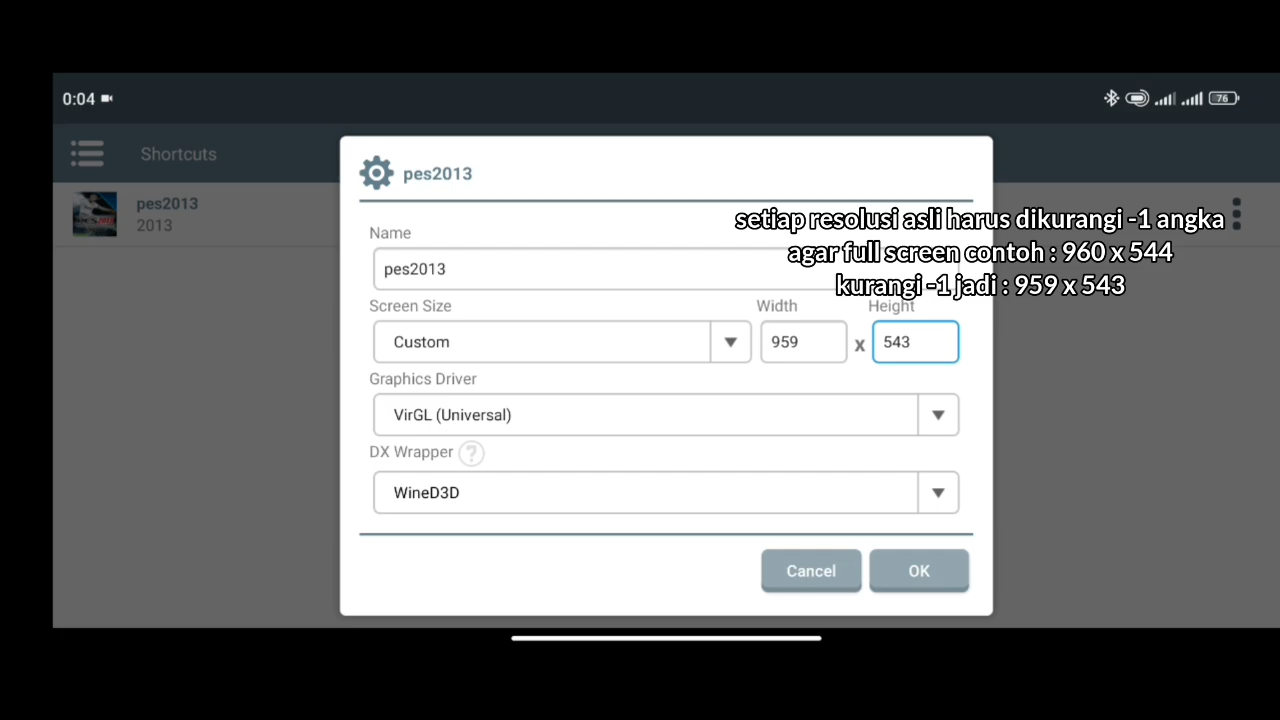 0:04
76
Shortcuts
pes2013
2013
pes2013
setiap resolusi asli harus dikurangi -1 angka
agar full screen contoh : 960 x 544
kurangi -1 jadi : 959 x 543
Name
pes2013
Screen Size
Width
Height
Custom
959
x
543
Graphics Driver
VirGL (Universal)
DX Wrapper
?
WineD3D
Cancel
OK